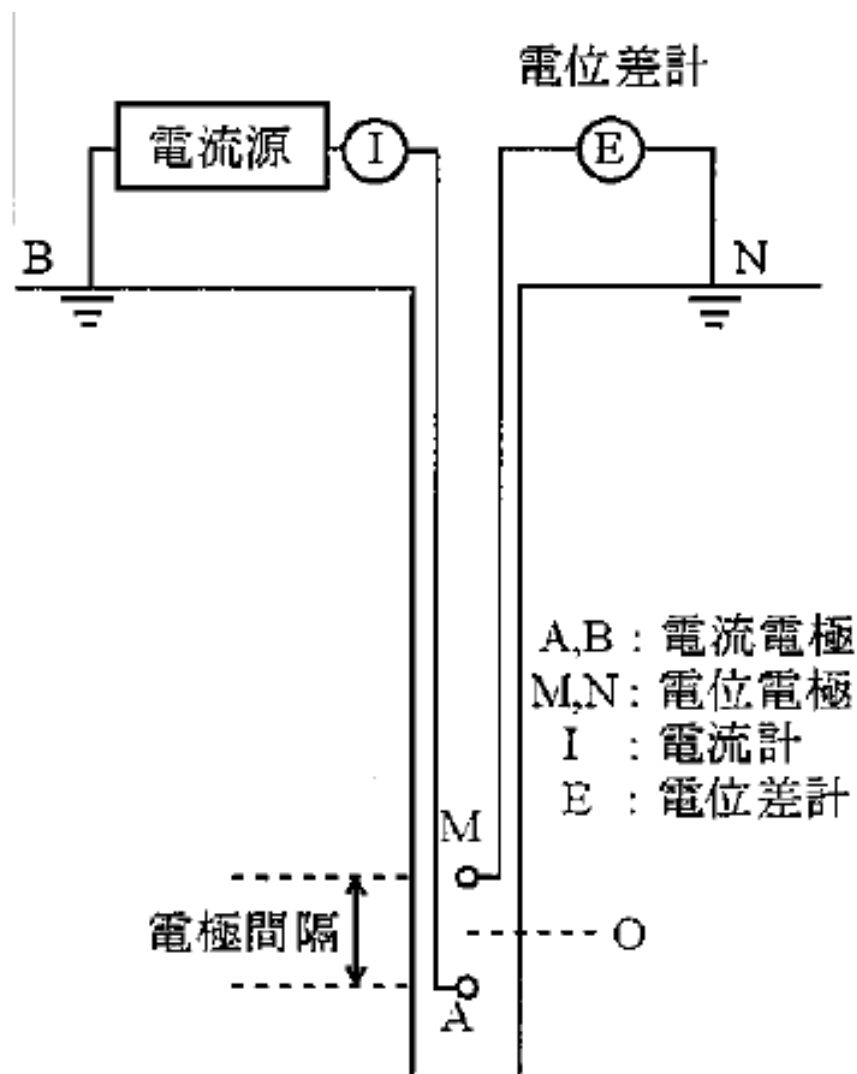 電位差計
電流源
I
E
B
N
A,B : 電流電極
M,N : 電位電極
I : 電流計
E : 電位差計
M
電極間隔
O
A